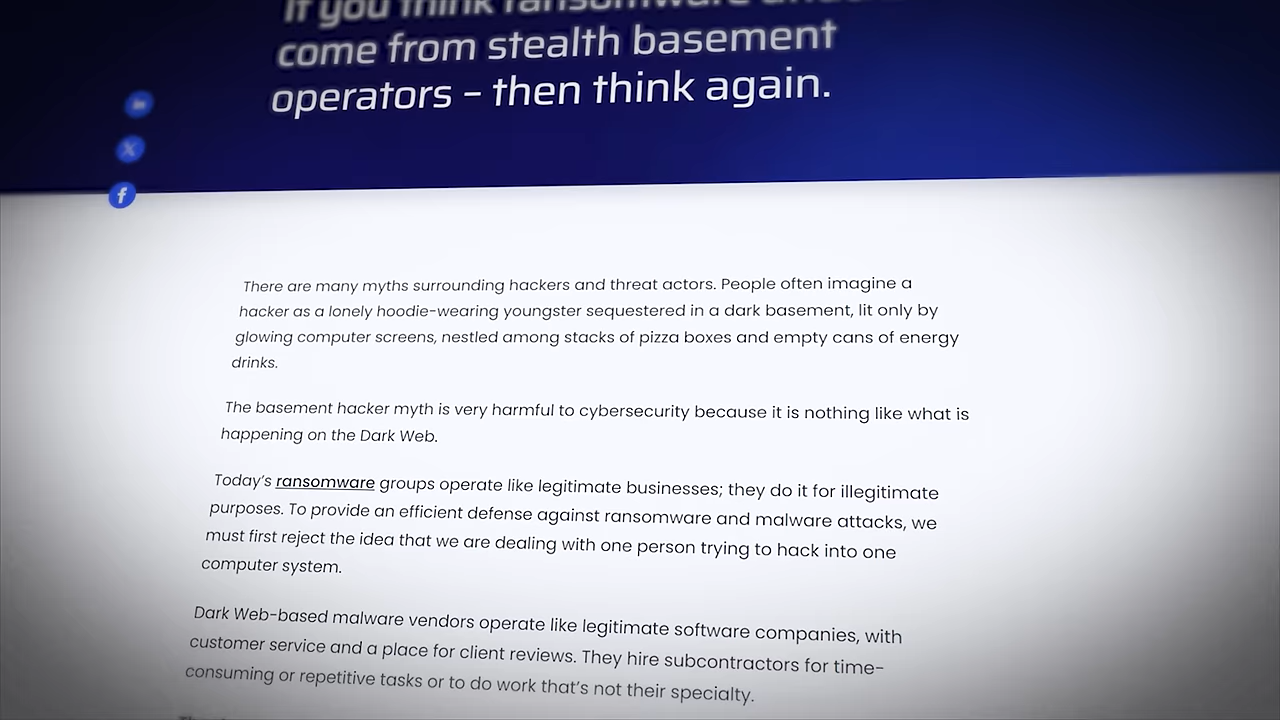 If you think ransomware
come from stealth basement
operators – then think again.
There are many myths surrounding hackers and threat actors. People often imagine a
hacker as a lonely hoodie-wearing youngster sequestered in a dark basement, lit only by
glowing computer screens, nestled among stacks of pizza boxes and empty cans of energy
drinks.
The basement hacker myth is very harmful to cybersecurity because it is nothing like what is
happening on the Dark Web.
Today's ransomware groups operate like legitimate businesses; they do it for illegitimate
purposes. To provide an efficient defense against ransomware and malware attacks, we
must first reject the idea that we are dealing with one person trying to hack into one
computer system.
Dark Web-based malware vendors operate like legitimate software companies, with
customer service and a place for client reviews. They hire subcontractors for time-
consuming or repetitive tasks or to do work that's not their specialty.